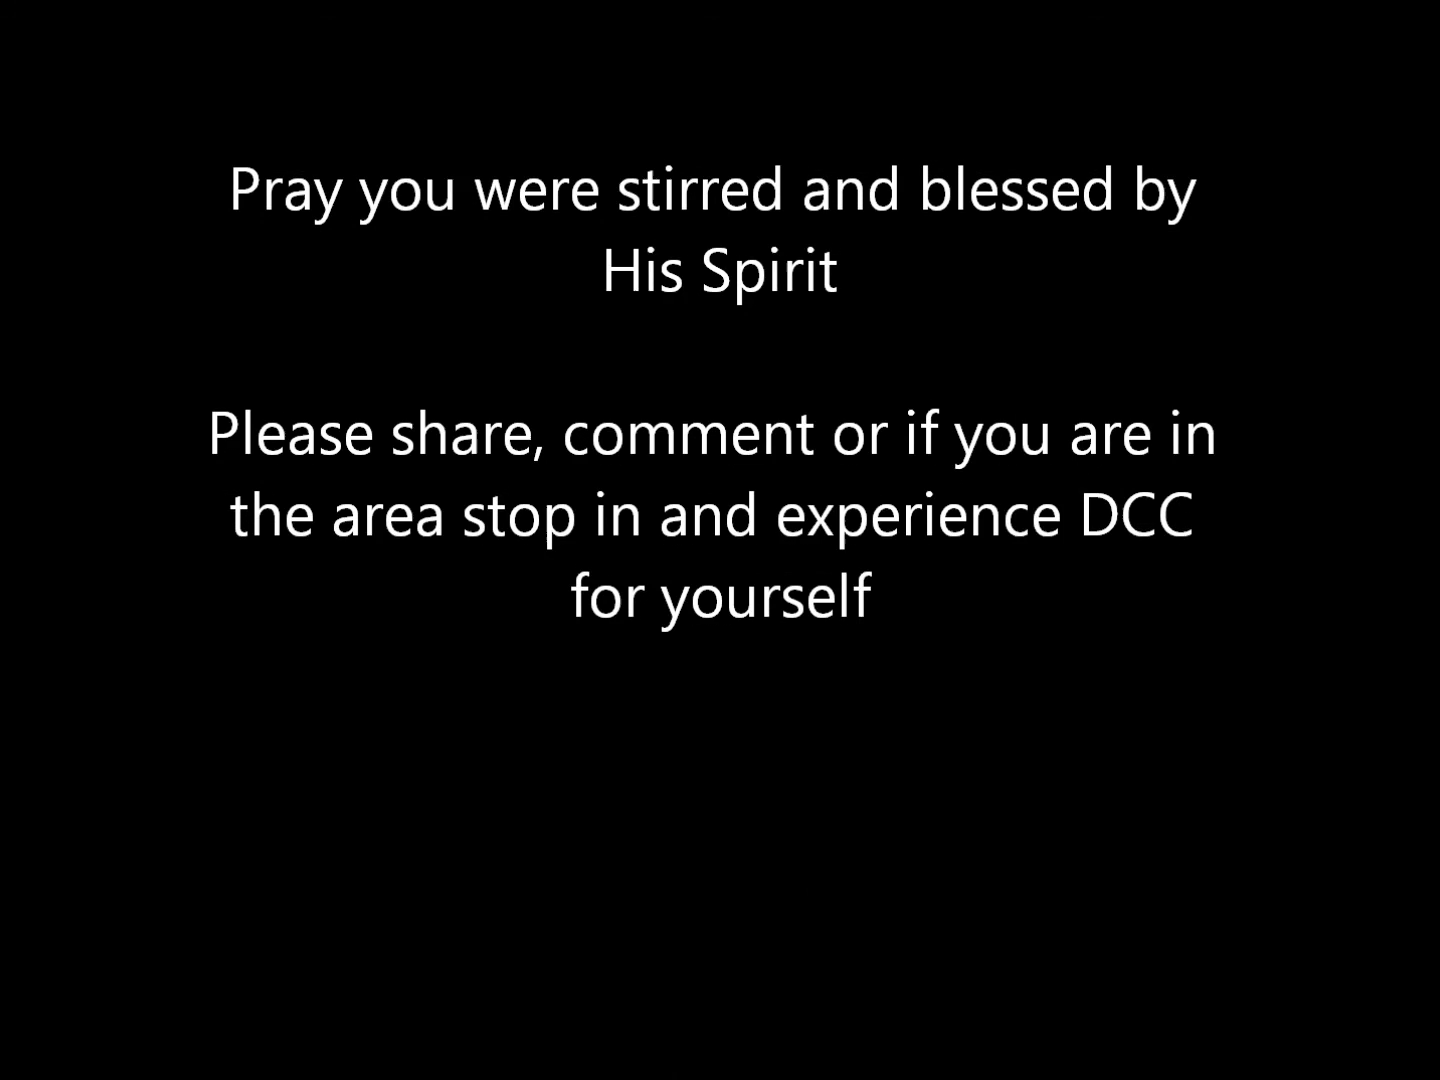 Pray you were stirred and blessed by
His Spirit
Please share, comment or if you are in
the area stop in and experience DCC
for yourself